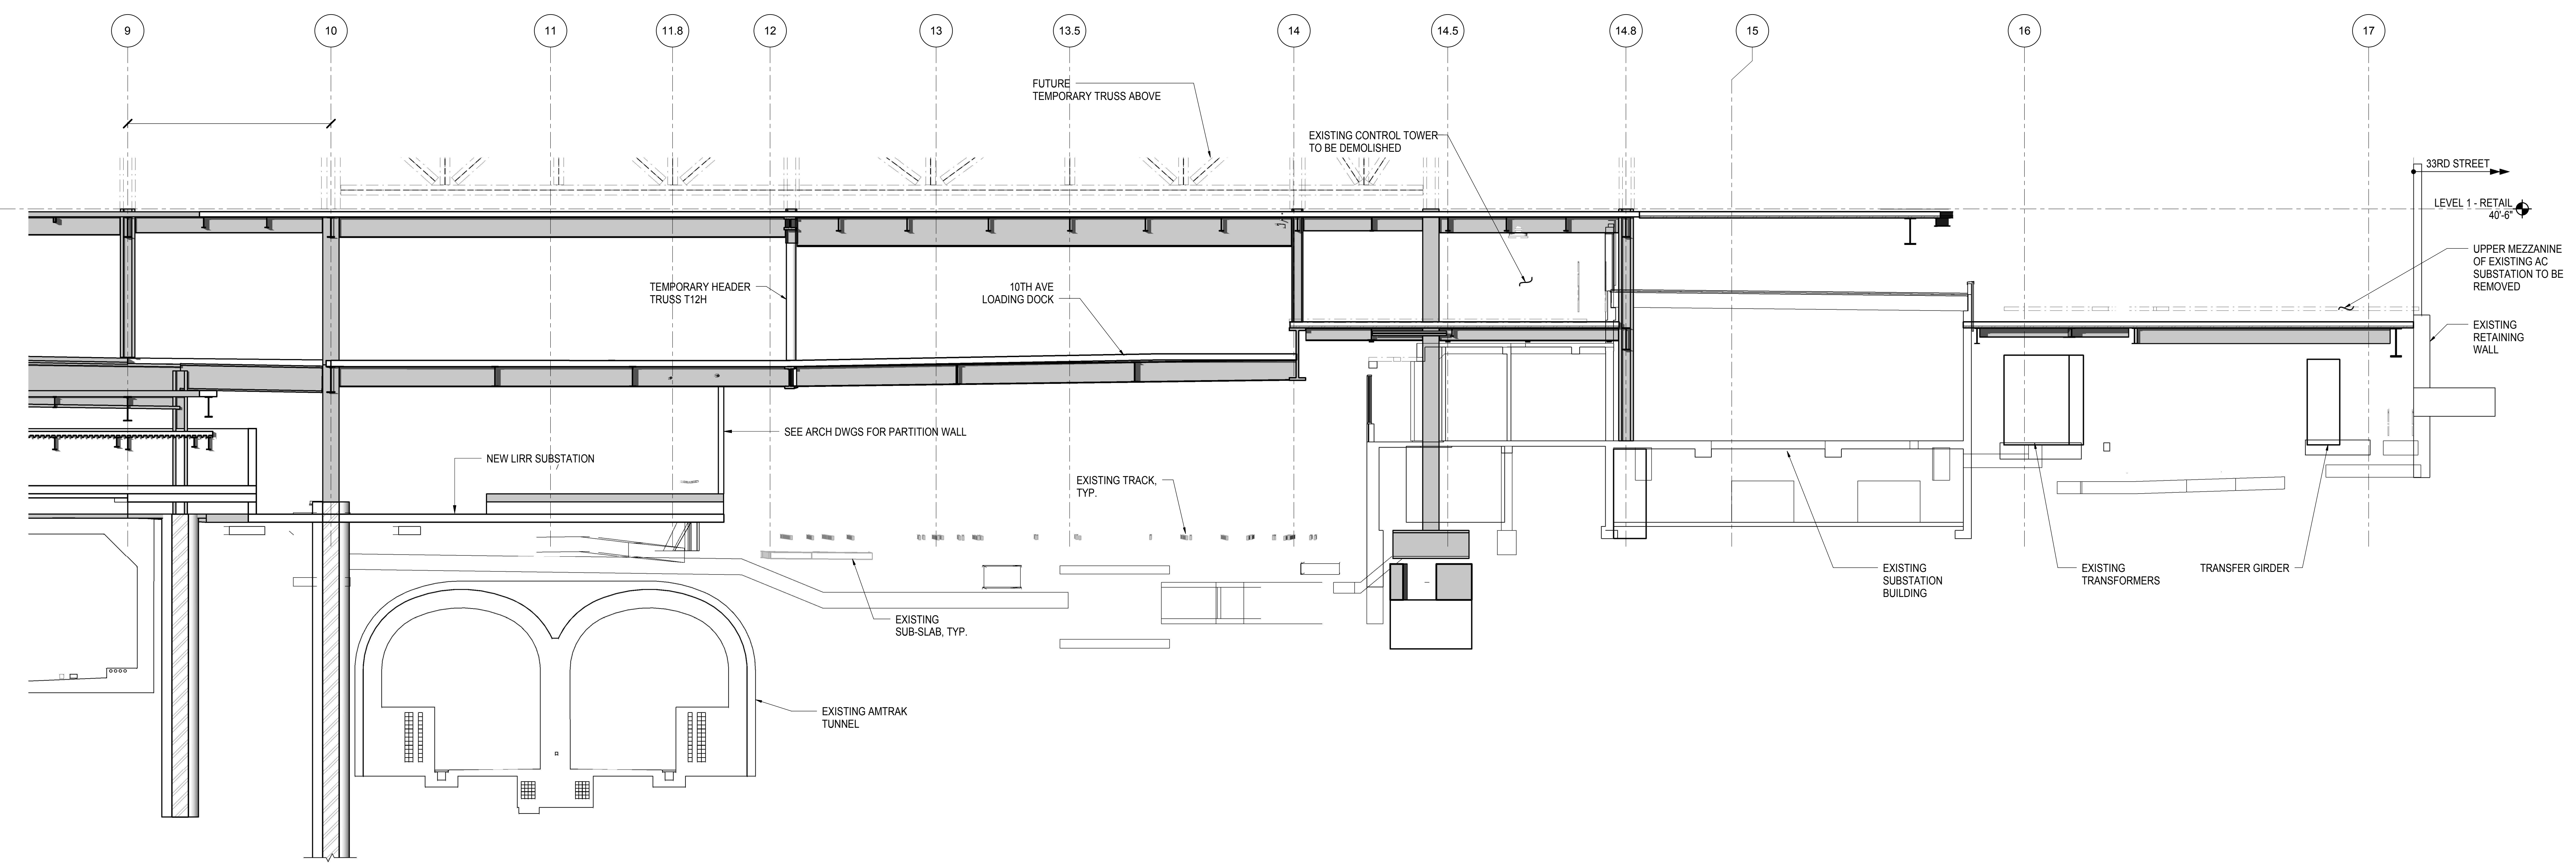 9
10
11
11.8
12
13
13.5
14
14.5
14.8
15
16
17
FUTURE
TEMPORARY TRUSS ABOVE
EXISTING CONTROL TOWER
TO BE DEMOLISHED
33RD STREET
LEVEL 1 - RETAIL
40'-6"
UPPER MEZZANINE
OF EXISTING AC
SUBSTATION TO BE
REMOVED
TEMPORARY HEADER
TRUSS T12H
10TH AVE
LOADING DOCK
EXISTING
RETAINING
WALL
SEE ARCH DWGS FOR PARTITION WALL
NEW LIRR SUBSTATION
EXISTING TRACK,
TYP.
EXISTING
SUBSTATION
BUILDING
EXISTING
TRANSFORMERS
TRANSFER GIRDER
EXISTING
SUB-SLAB, TYP.
EXISTING AMTRAK
TUNNEL